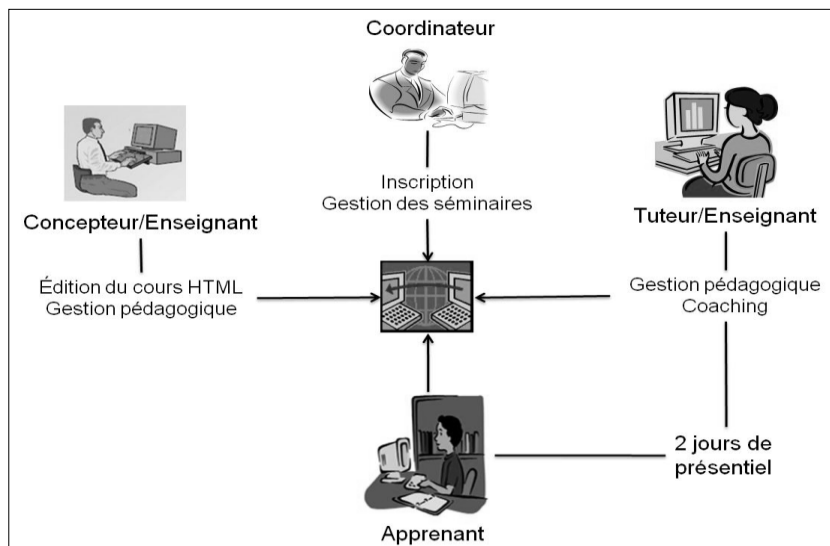 Coordinateur
Inscription
Gestion des séminaires
Concepteur/Enseignant
Édition du cours HTML
Gestion pédagogique
Tuteur/Enseignant
Gestion pédagogique
Coaching
2 jours de
présentiel
Apprenant